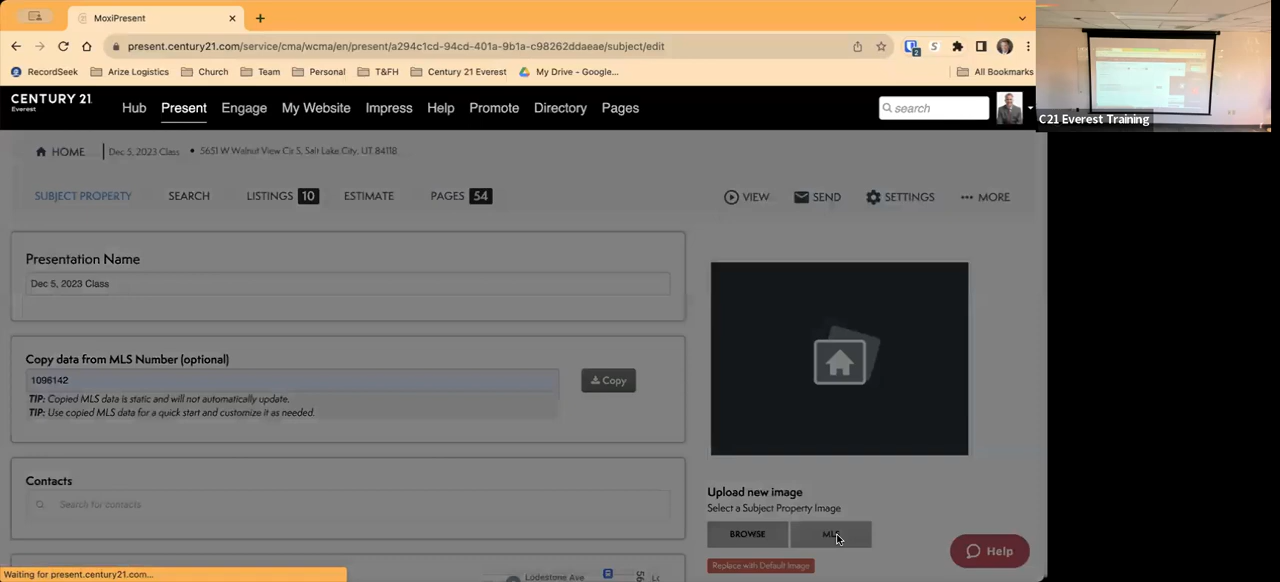 MoxiPresent
present.century21.com/service/cma/wcma/en/present/a294c1cd-94cd-401a-9b1a-c98262ddaeae/subject/edit
2
RecordSeek Arize Logistics Church Team Personal T&FH Century 21 Everest My Drive - Google... All Bookmarks
C21 Everest Training
CENTURY 21.
Everest
Hub Present Engage My Website Impress Help Promote Directory Pages search
HOME Dec 5, 2023 Class • 5651 W Walnut View Cir S, Salt Lake City, UT, 84118
SUBJECT PROPERTY SEARCH LISTINGS 10 ESTIMATE PAGES 54 VIEW SEND SETTINGS ••• MORE
Presentation Name
Dec 5, 2023 Class
Copy data from MLS Number (optional)
1096142 Copy
TIP: Copied MLS data is static and will not automatically update.
TIP: Use copied MLS data for a quick start and customize it as needed.
Contacts
Search for contacts
Upload new image
Select a Subject Property Image
BROWSE MLS
Replace with Default Image
Help
Lodestone Ave
Waiting for present.century21.com...